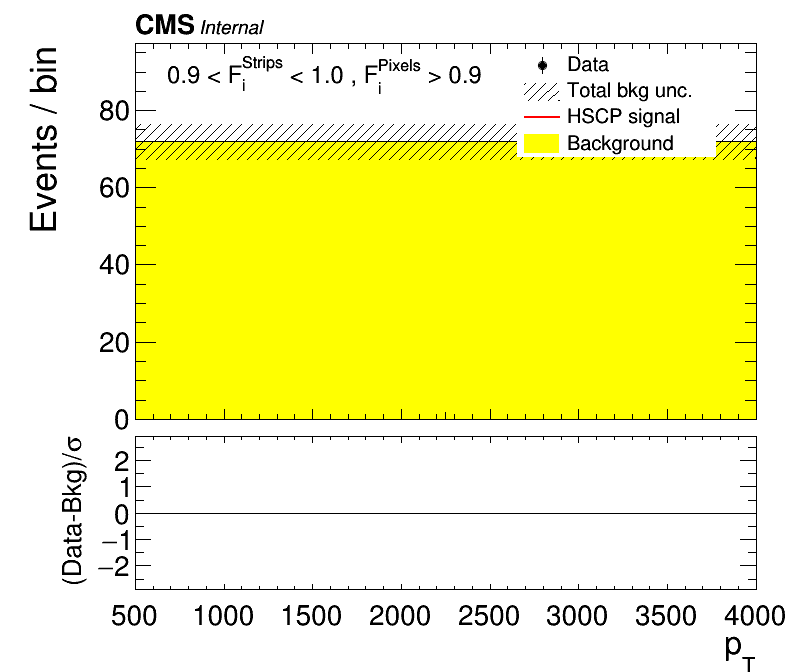 CMS Internal
Events / bin
0.9 < F_i^Strips < 1.0 , F_i^Pixels > 0.9
Data
Total bkg unc.
HSCP signal
Background
80
60
40
20
0
(Data-Bkg)/σ
2
1
0
−1
−2
500 1000 1500 2000 2500 3000 3500 4000
p_T